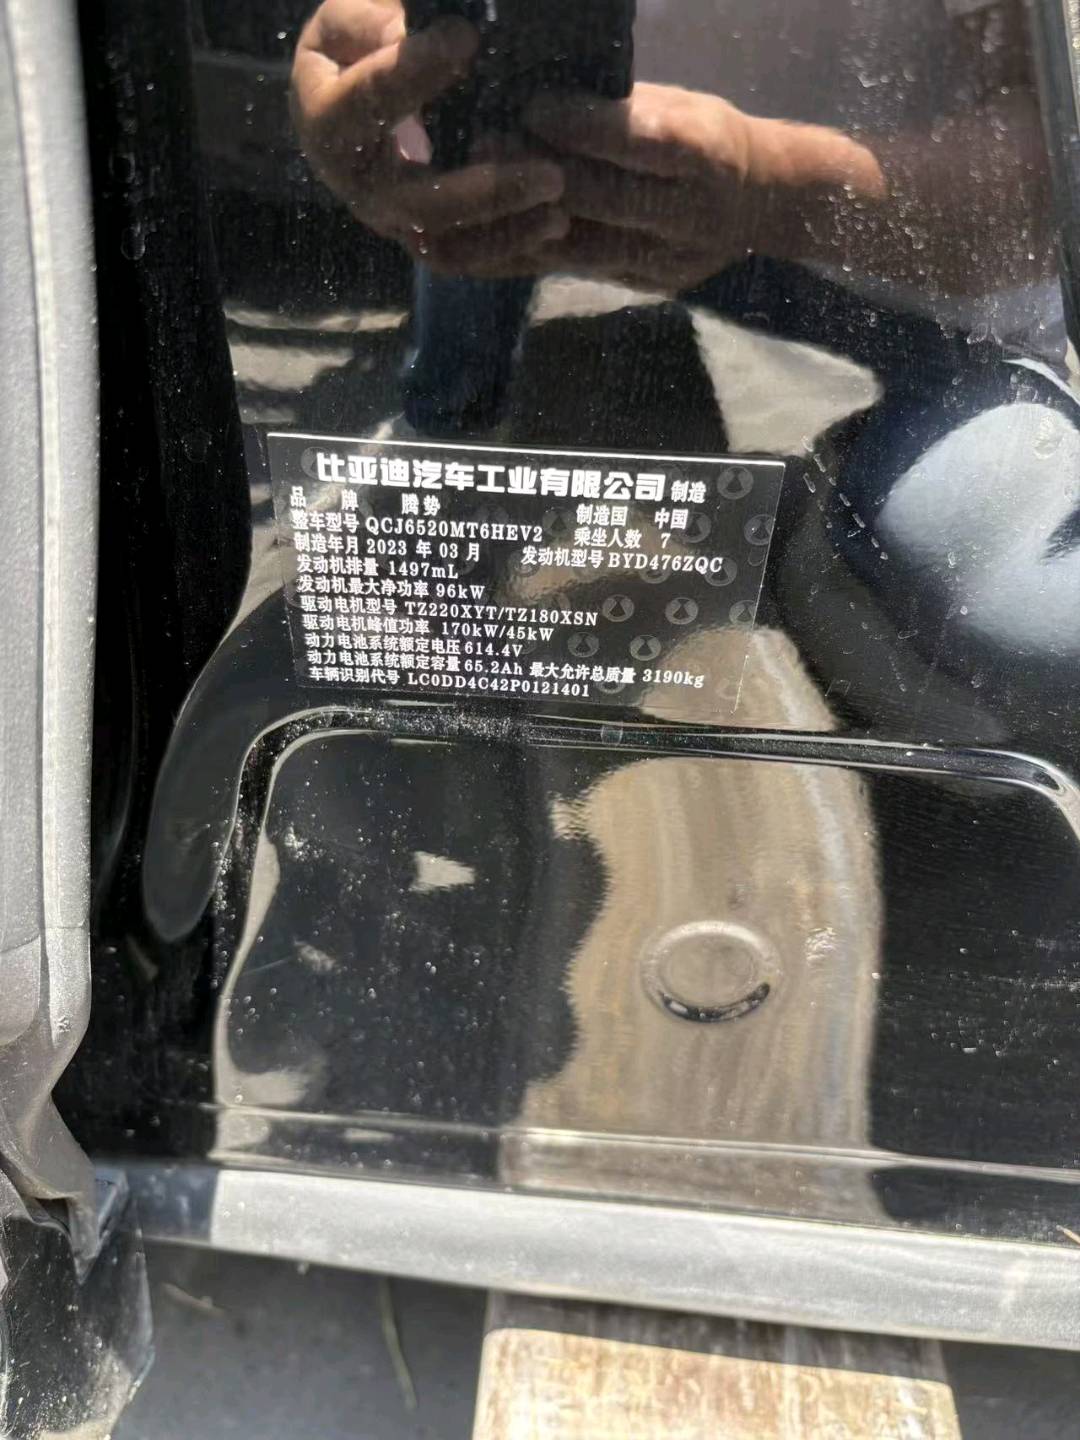 比亚迪汽车工业有限公司 制造
品 牌 腾势 制造国 中国
整车型号 QCJ6520MT6HEV2 乘坐人数 7
制造年月 2023 年 03 月 发动机型号 BYD476ZQC
发动机排量 1497mL
发动机最大净功率 96kW
驱动电机型号 TZ220XYT/TZ180XSN
驱动电机峰值功率 170kW/45kW
动力电池系统额定电压 614.4V
动力电池系统额定容量 65.2Ah 最大允许总质量 3190kg
车辆识别代号 LC0DD4C42P0121401